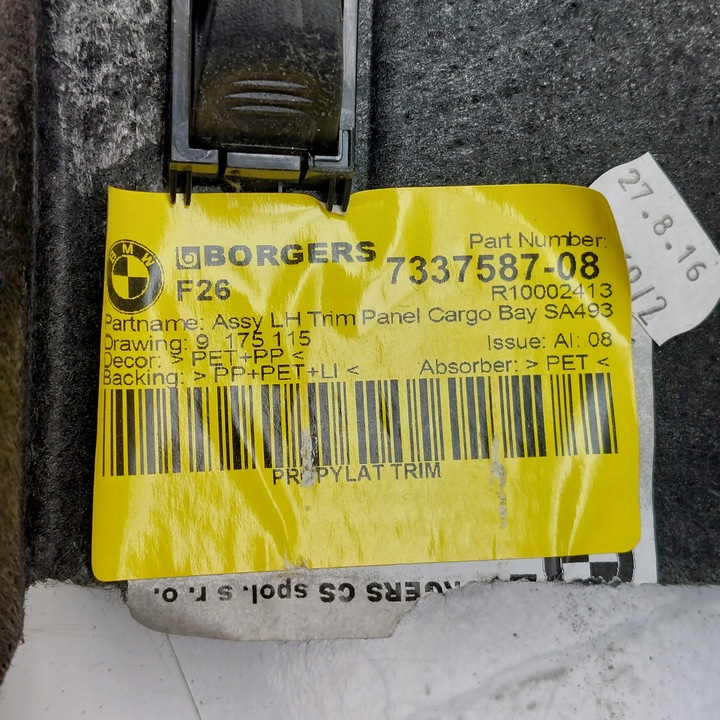 BMW
BORGERS
Part Number:
F26
7337587-08
R10002413
Partname: Assy LH Trim Panel Cargo Bay SA493
Drawing: 9 175 115
Issue: AI: 08
Decor: > PET+PP <
Absorber: > PET <
Backing: > PP+PET+LI <
PROPYLAT TRIM
27.8.16
BORGERS CS spol. s r. o.